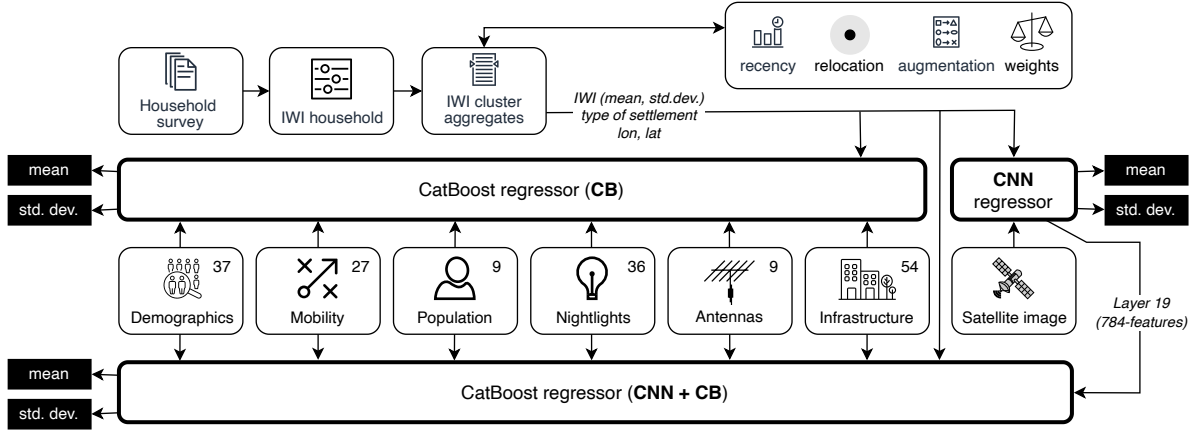 recency
relocation
augmentation
weights
Household
survey
IWI household
IWI cluster
aggregates
IWI (mean, std.dev.)
type of settlement
lon, lat
mean
std. dev.
CatBoost regressor (CB)
CNN
regressor
mean
std. dev.
37
Demographics
27
Mobility
9
Population
36
Nightlights
9
Antennas
54
Infrastructure
Satellite image
Layer 19
(784-features)
mean
std. dev.
CatBoost regressor (CNN + CB)